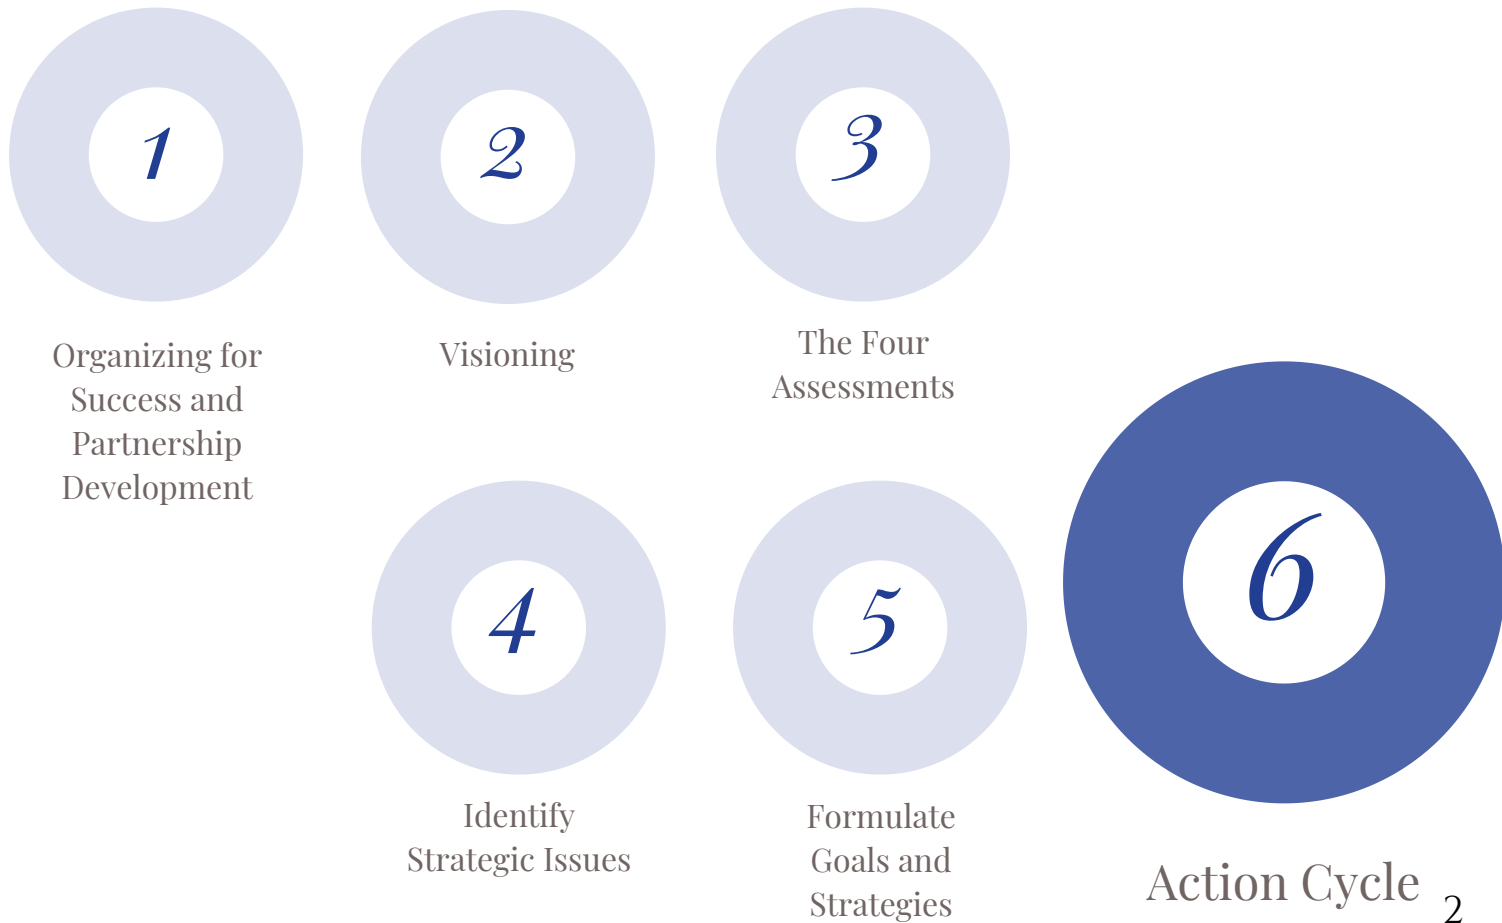 1
Organizing for
Success and
Partnership
Development
2
Visioning
3
The Four
Assessments
4
Identify
Strategic Issues
5
Formulate
Goals and
Strategies
6
Action Cycle
2